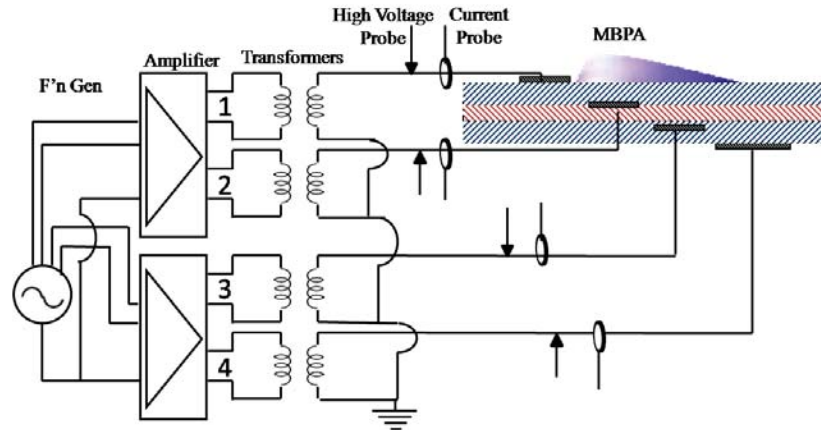 High Voltage Probe
Current Probe
MBPA
Amplifier
Transformers
F'n Gen
1
2
3
4